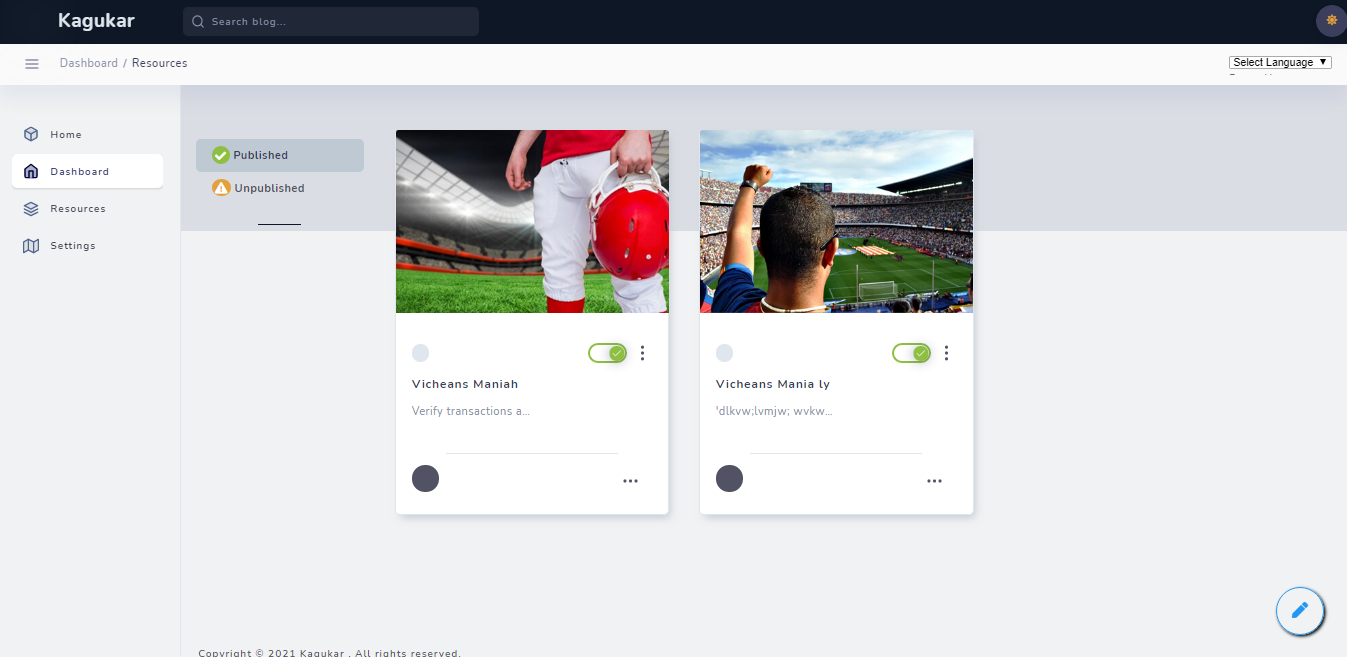 Kagukar
Search blog...
Dashboard / Resources
Select Language ▼
Home
Dashboard
Resources
Settings
Published
Unpublished
Vicheans Maniah
Verify transactions a...
Vicheans Mania ly
'dlkvw;lvmjw; wvkw...
Copyright © 2021 Kagukar . All rights reserved.